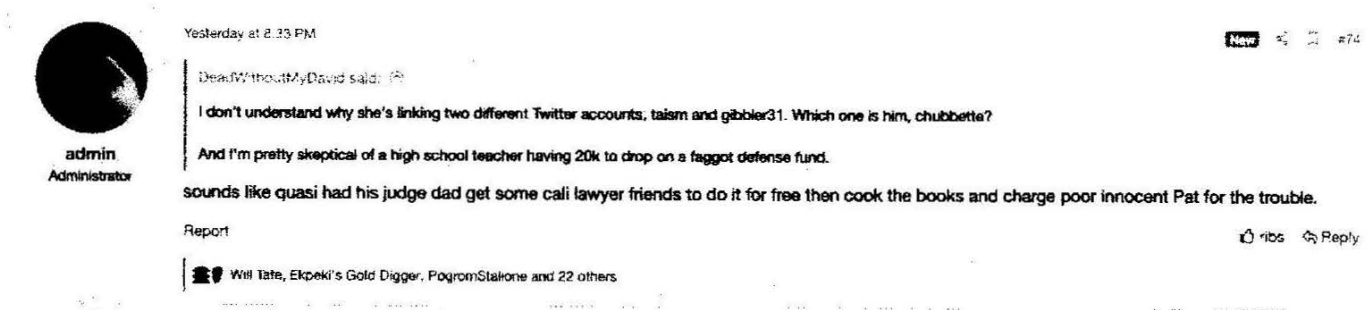 Yesterday at 8:33 PM
New #74
DeadWithoutMyDavid said:
I don't understand why she's linking two different Twitter accounts, taism and gibbler31. Which one is him, chubbette?
And I'm pretty skeptical of a high school teacher having 20k to drop on a faggot defense fund.
admin
Administrator
sounds like quasi had his judge dad get some cali lawyer friends to do it for free then cook the books and charge poor innocent Pat for the trouble.
Report
ribs Reply
Will Tate, Ekpeki's Gold Digger, PogromStallone and 22 others